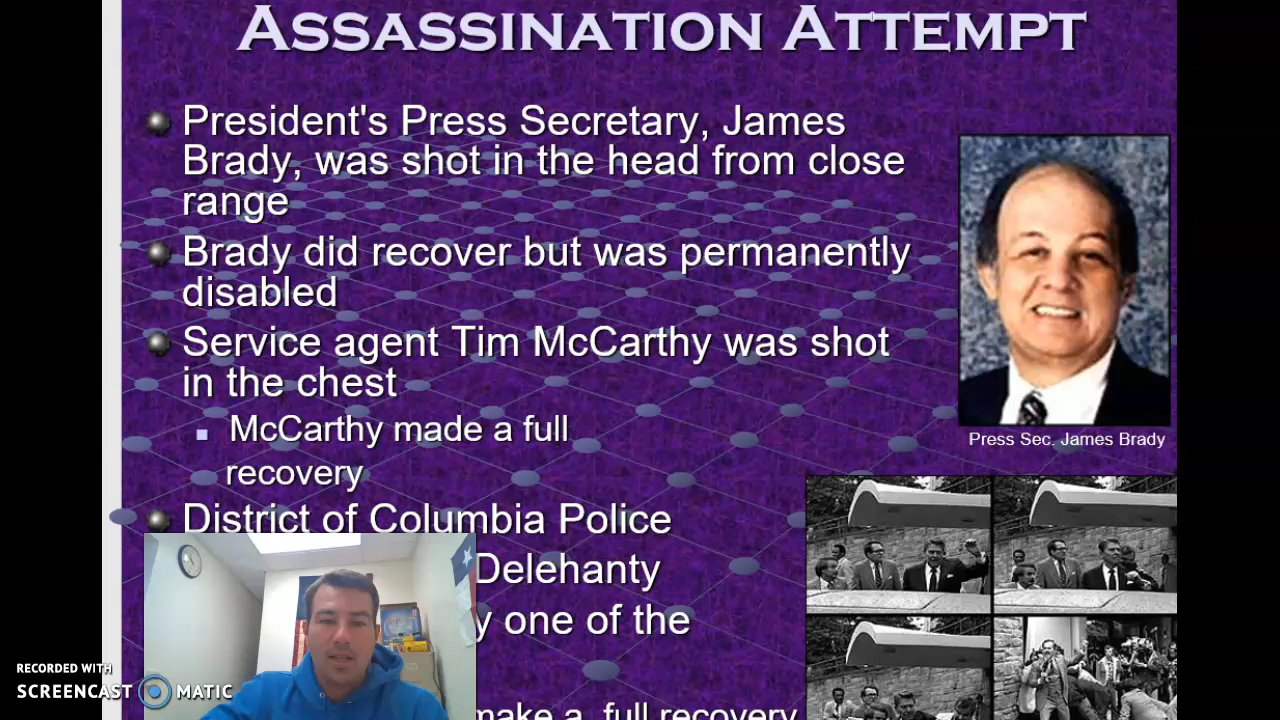 ASSASSINATION ATTEMPT
President's Press Secretary, James
Brady, was shot in the head from close
range
Brady did recover but was permanently
disabled
Service agent Tim McCarthy was shot
in the chest
McCarthy made a full
recovery
District of Columbia Police
Delehanty
y one of the
make a full recovery
Press Sec. James Brady
RECORDED WITH
SCREENCAST MATIC